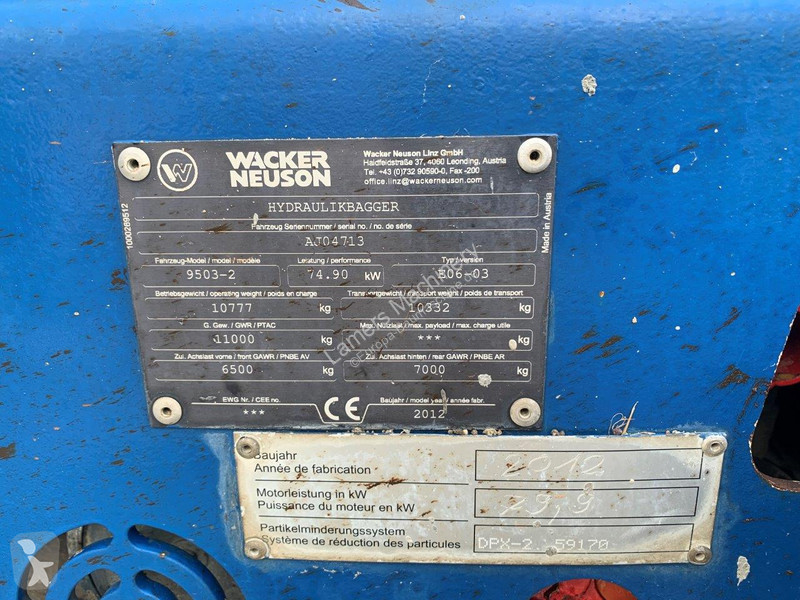 W
WACKER
NEUSON
Wacker Neuson Linz GmbH
Haidfeldstraße 37, 4060 Leonding, Austria
Tel. +43 (0)732 90590-0, Fax -200
office.linz@wackerneuson.com
HYDRAULIKBAGGER
Fahrzeug Seriennummer / serial no. / no. de série
AJ04713
Fahrzeug-Model / model / modèle
Leistung / performance
Typ / version
9503-2
74.90 kW
E06-03
Betriebsgewicht / operating weight / poids en charge
Transportgewicht / transport weight / poids de transport
10777 kg
10332 kg
G. Gew. / GWR / PTAC
Max. Nutzlast / max. payload / max. charge utile
11000 kg
*** kg
Zul. Achslast vorne / front GAWR / PNBE AV
Zul. Achslast hinten / rear GAWR / PNBE AR
6500 kg
7000 kg
EWG Nr. / CEE no.
Baujahr / model year / année fabr.
***
CE
2012
1000289512
Made in Austria
Lamers Machinery
Baujahr
Année de fabrication
2012
Motorleistung in kW
Puissance du moteur en kW
Partikelminderungssystem
Système de réduction des particules
DPX-2. 59170